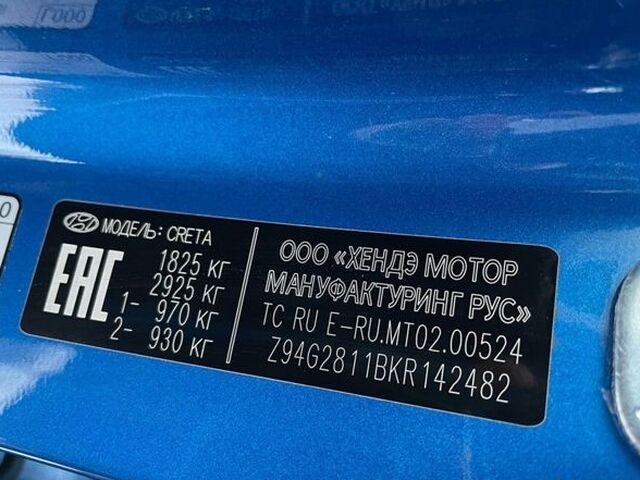 МОДЕЛЬ: CRETA
EAC
1825 КГ
2925 КГ
1- 970 КГ
2- 930 КГ
ООО «ХЕНДЭ МОТОР
МАНУФАКТУРИНГ РУС»
TC RU E-RU.MT02.00524
Z94G2811BKR142482